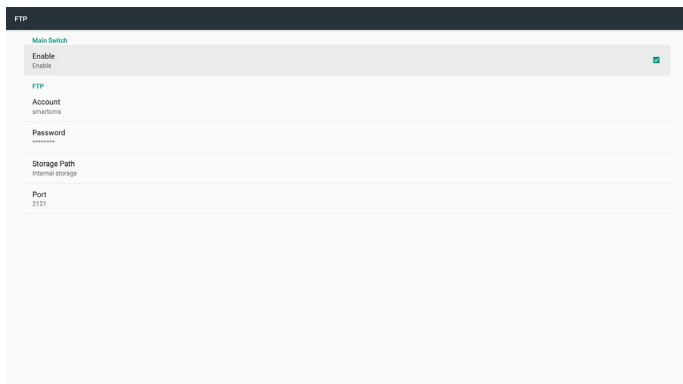 FTP
Main Switch
Enable
Enable
FTP
Account
smartcms
Password
********
Storage Path
Internal storage
Port
2121